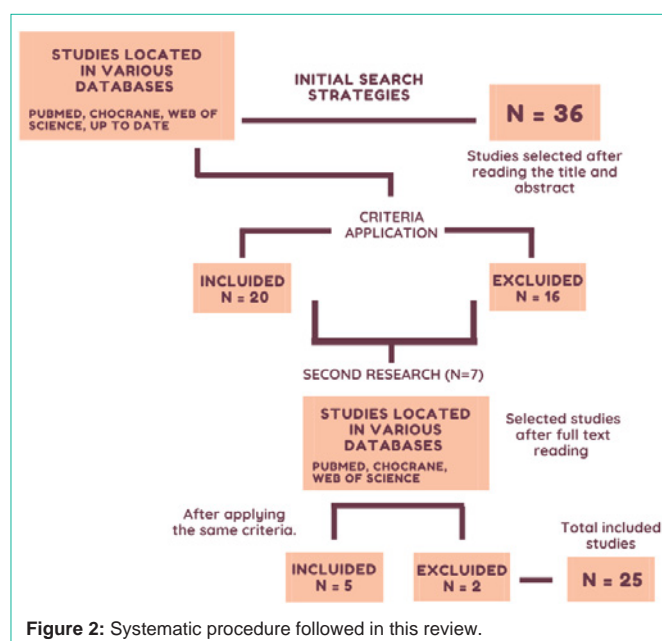 STUDIES LOCATED
IN VARIOUS
DATABASES
PUBMED, CHOCRANE, WEB OF
SCIENCE, UP TO DATE
INITIAL SEARCH
STRATEGIES
N = 36
Studies selected after
reading the title and
abstract
CRITERIA
APPLICATION
INCLUIDED
N = 20
EXCLUIDED
N = 16
SECOND RESEARCH (N=7)
STUDIES LOCATED
IN VARIOUS
DATABASES
PUBMED, CHOCRANE,
WEB OF SCIENCE
Selected studies
after full text
reading
After applying
the same criteria.
INCLUIDED
N = 5
EXCLUIDED
N = 2
Total included
studies
N = 25
Figure 2: Systematic procedure followed in this review.